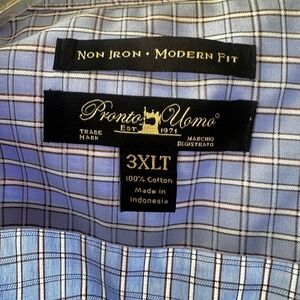 NON IRON • MODERN FIT
Pronto Uomo®
EST 1971
TRADE MARK
MARCHIO REGISTRATO
3XLT
100% Cotton
Made in
Indonesia